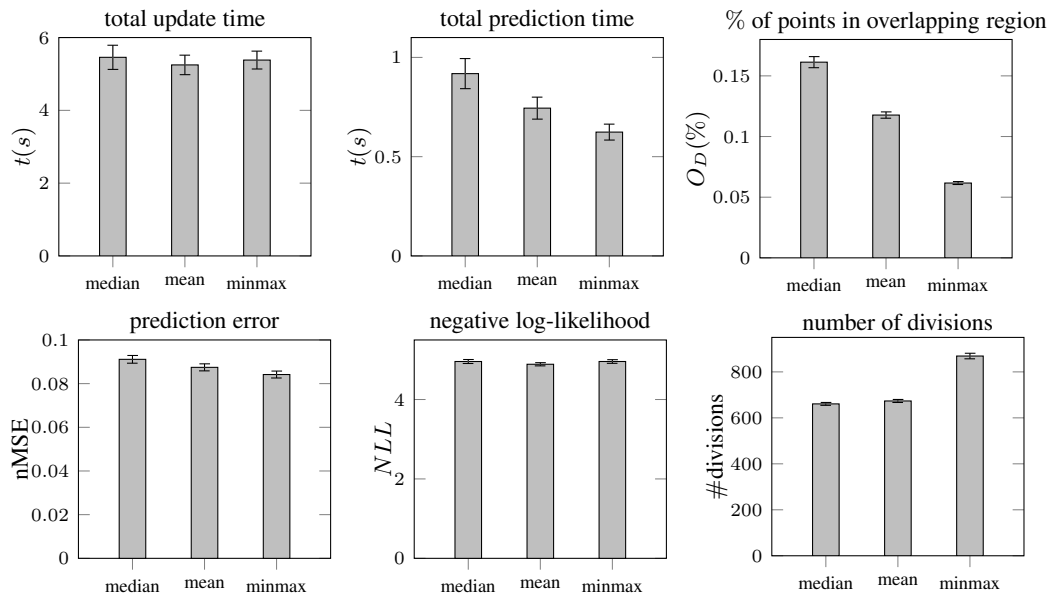 total update time
t(s)
6
4
2
0
median mean minmax
total prediction time
t(s)
1
0.5
0
median mean minmax
% of points in overlapping region
O_D(%)
0.15
0.1
0.05
0
median mean minmax
prediction error
nMSE
0.1
0.08
0.06
0.04
0.02
0
median mean minmax
negative log-likelihood
NLL
4
2
0
median mean minmax
number of divisions
#divisions
800
600
400
200
0
median mean minmax